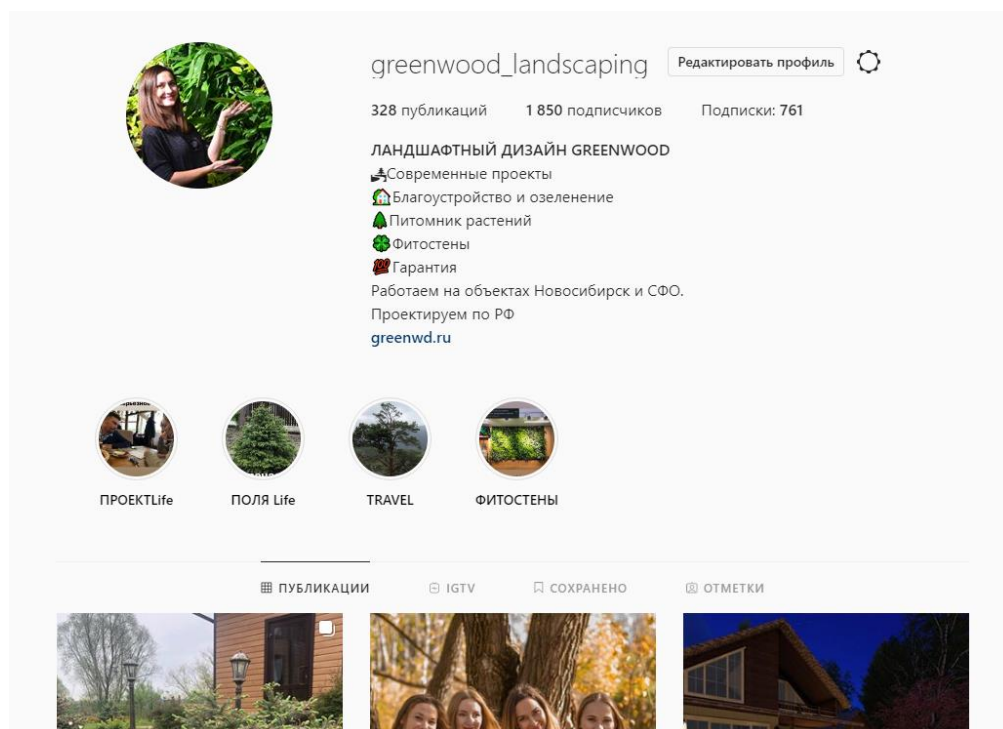 greenwood_landscaping Редактировать профиль
328 публикаций 1 850 подписчиков Подписки: 761
ЛАНДШАФТНЫЙ ДИЗАЙН GREENWOOD
Современные проекты
Благоустройство и озеленение
Питомник растений
Фитостены
💯Гарантия
Работаем на объектах Новосибирск и СФО.
Проектируем по РФ
greenwd.ru
ПРОЕКТLife ПОЛЯ Life TRAVEL ФИТОСТЕНЫ
ПУБЛИКАЦИИ IGTV СОХРАНЕНО ОТМЕТКИ